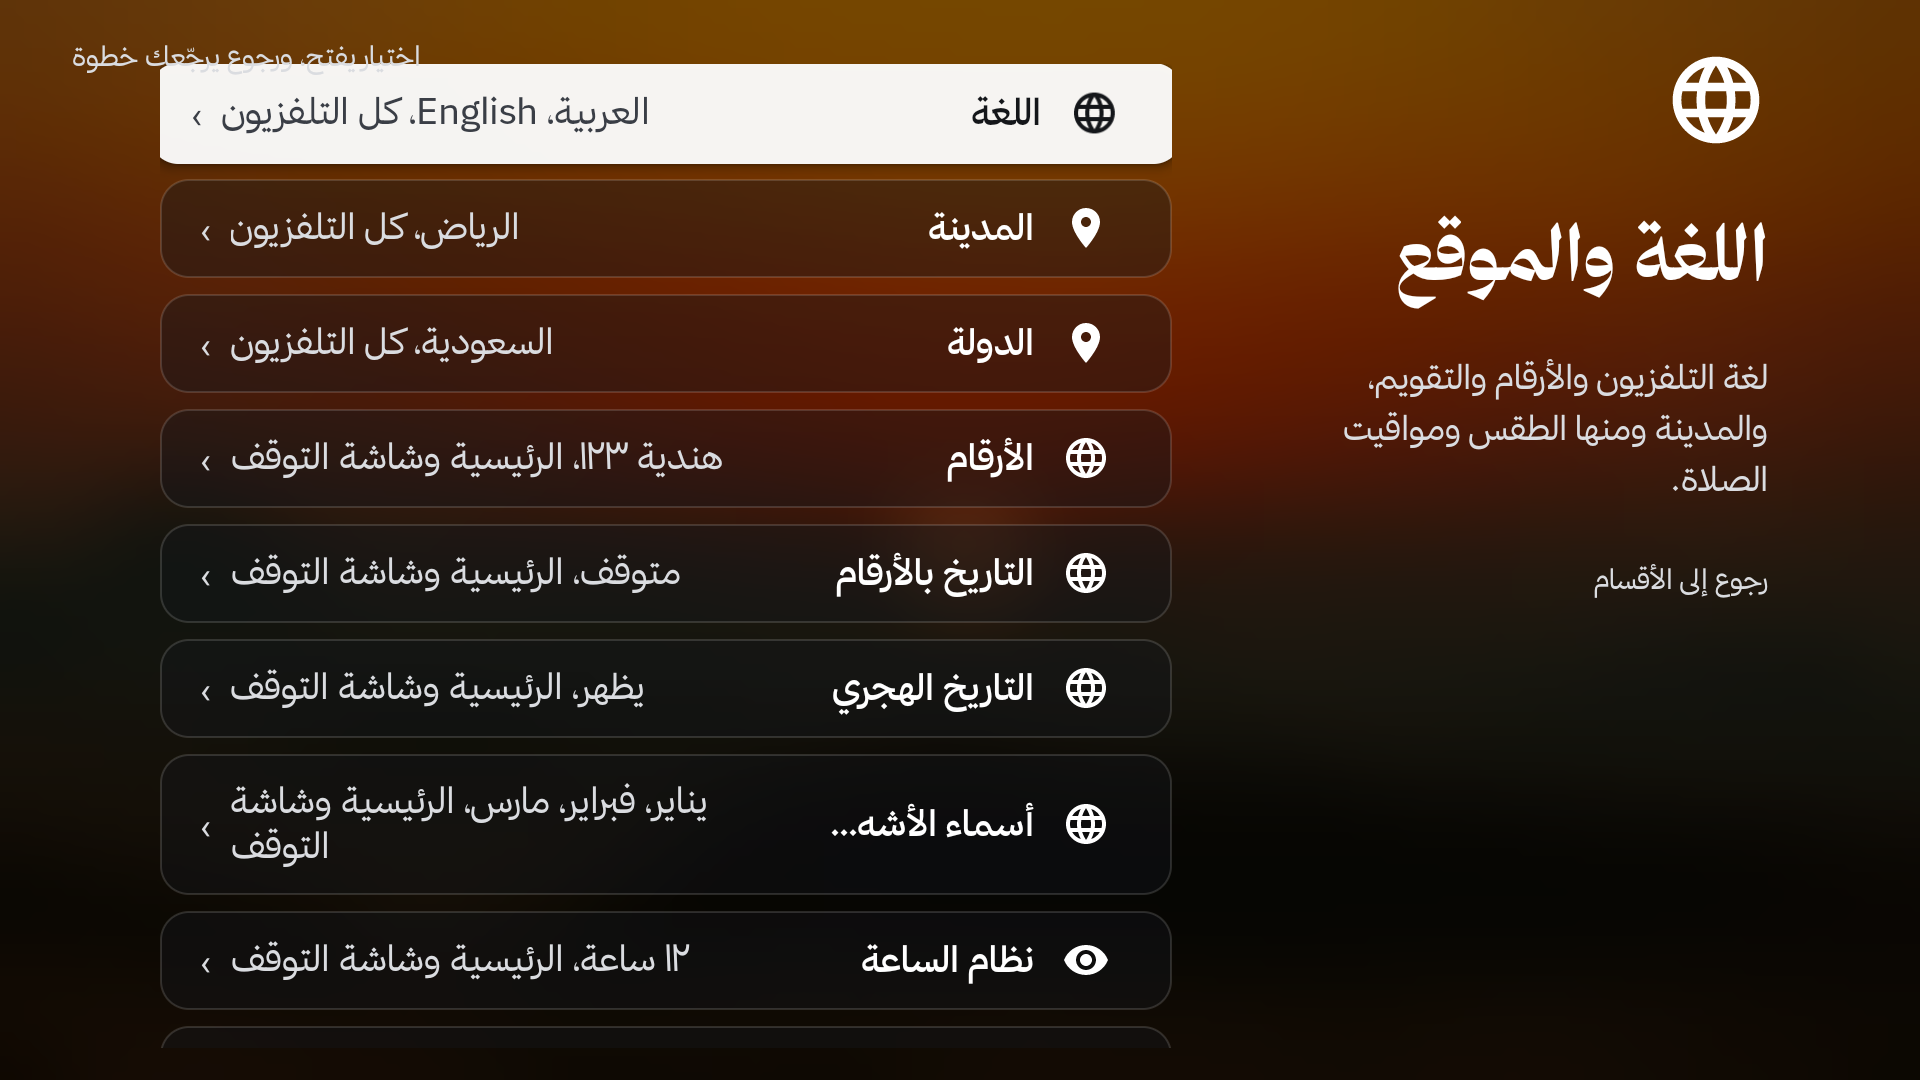 اختيار يفتح، ورجوع يرجّعك خطوة
اللغة والموقع
لغة التلفزيون والأرقام والتقويم،
والمدينة ومنها الطقس ومواقيت
الصلاة.
رجوع إلى الأقسام
اللغة العربية، English، كل التلفزيون ›
المدينة الرياض، كل التلفزيون ›
الدولة السعودية، كل التلفزيون ›
الأرقام هندية ١٢٣، الرئيسية وشاشة التوقف ›
التاريخ بالأرقام متوقف، الرئيسية وشاشة التوقف ›
التاريخ الهجري يظهر، الرئيسية وشاشة التوقف ›
أسماء الأشه... يناير، فبراير، مارس، الرئيسية وشاشة
التوقف ›
نظام الساعة ١٢ ساعة، الرئيسية وشاشة التوقف ›